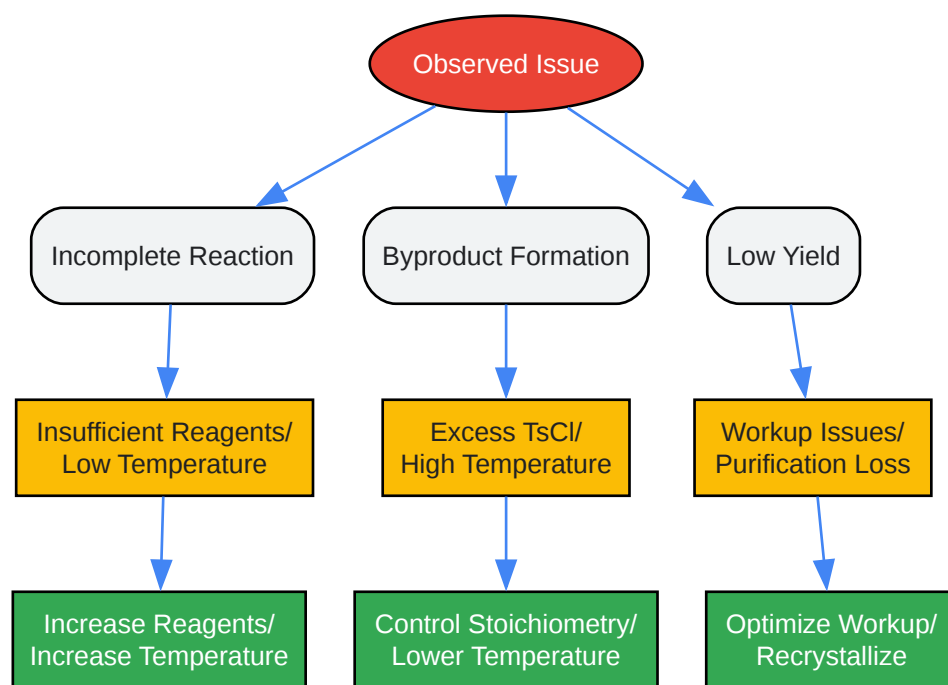 Observed Issue
Incomplete Reaction
Byproduct Formation
Low Yield
Insufficient Reagents/
Low Temperature
Excess TsCl/
High Temperature
Workup Issues/
Purification Loss
Increase Reagents/
Increase Temperature
Control Stoichiometry/
Lower Temperature
Optimize Workup/
Recrystallize